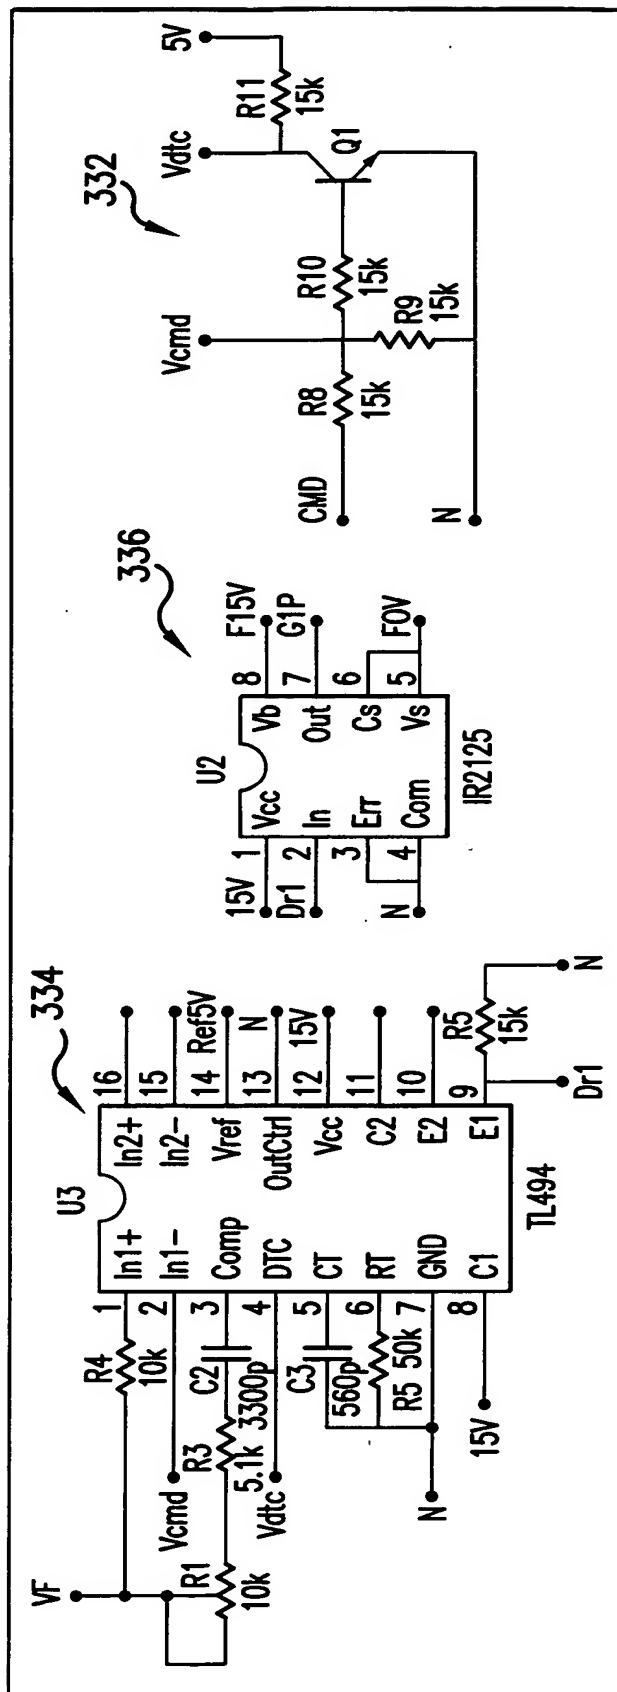 334
U3
TL494
1 In1+
2 In1-
3 Comp
4 DTC
5 CT
6 RT
7 GND
8 C1
In2+ 16
In2- 15
Vref 14
OutCtrl 13
Vcc 12
C2 11
E2 10
E1 9
VF
R4
10k
Vcmd
R1
10k
R3
5.1k
C2
3300p
Vdtc
C3
560p
R5
50k
N
15V
Ref5V
N
15V
R5
15k
N
Dr1
336
U2
IR2125
15V
Dr1
N
1 Vcc
2 In
3 Err
4 Com
Vb 8
Out 7
Cs 6
Vs 5
F15V
G1P
F0V
332
CMD
R8
15k
Vcmd
R10
15k
R9
15k
N
Vdtc
R11
15k
5V
Q1